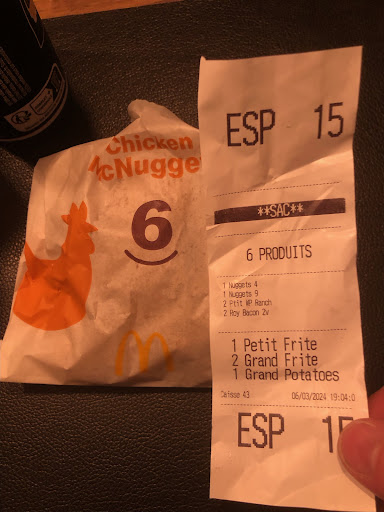 Chicken
McNugge
6
ESP 15
**SAC**
6 PRODUITS
1 Nuggets 4
1 Nuggets 9
2 Ptit WP Ranch
2 Roy Bacon 2v
1 Petit Frite
2 Grand Frite
1 Grand Potatoes
Caisse 43 06/03/2024 19:04:0
ESP 15